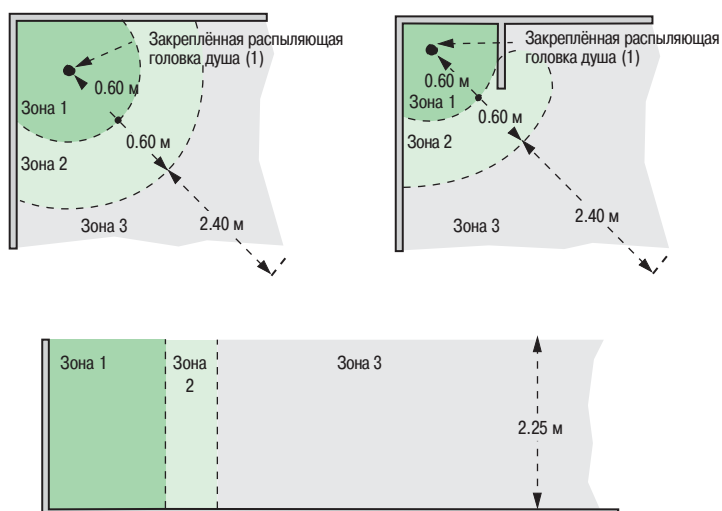 Закреплённая распыляющая
головка душа (1)
0.60 м
Зона 1
0.60 м
Зона 2
Зона 3
2.40 м
Закреплённая распыляющая
головка душа (1)
0.60 м
Зона 1
0.60 м
Зона 2
Зона 3
2.40 м
Зона 1
Зона
2
Зона 3
2.25 м